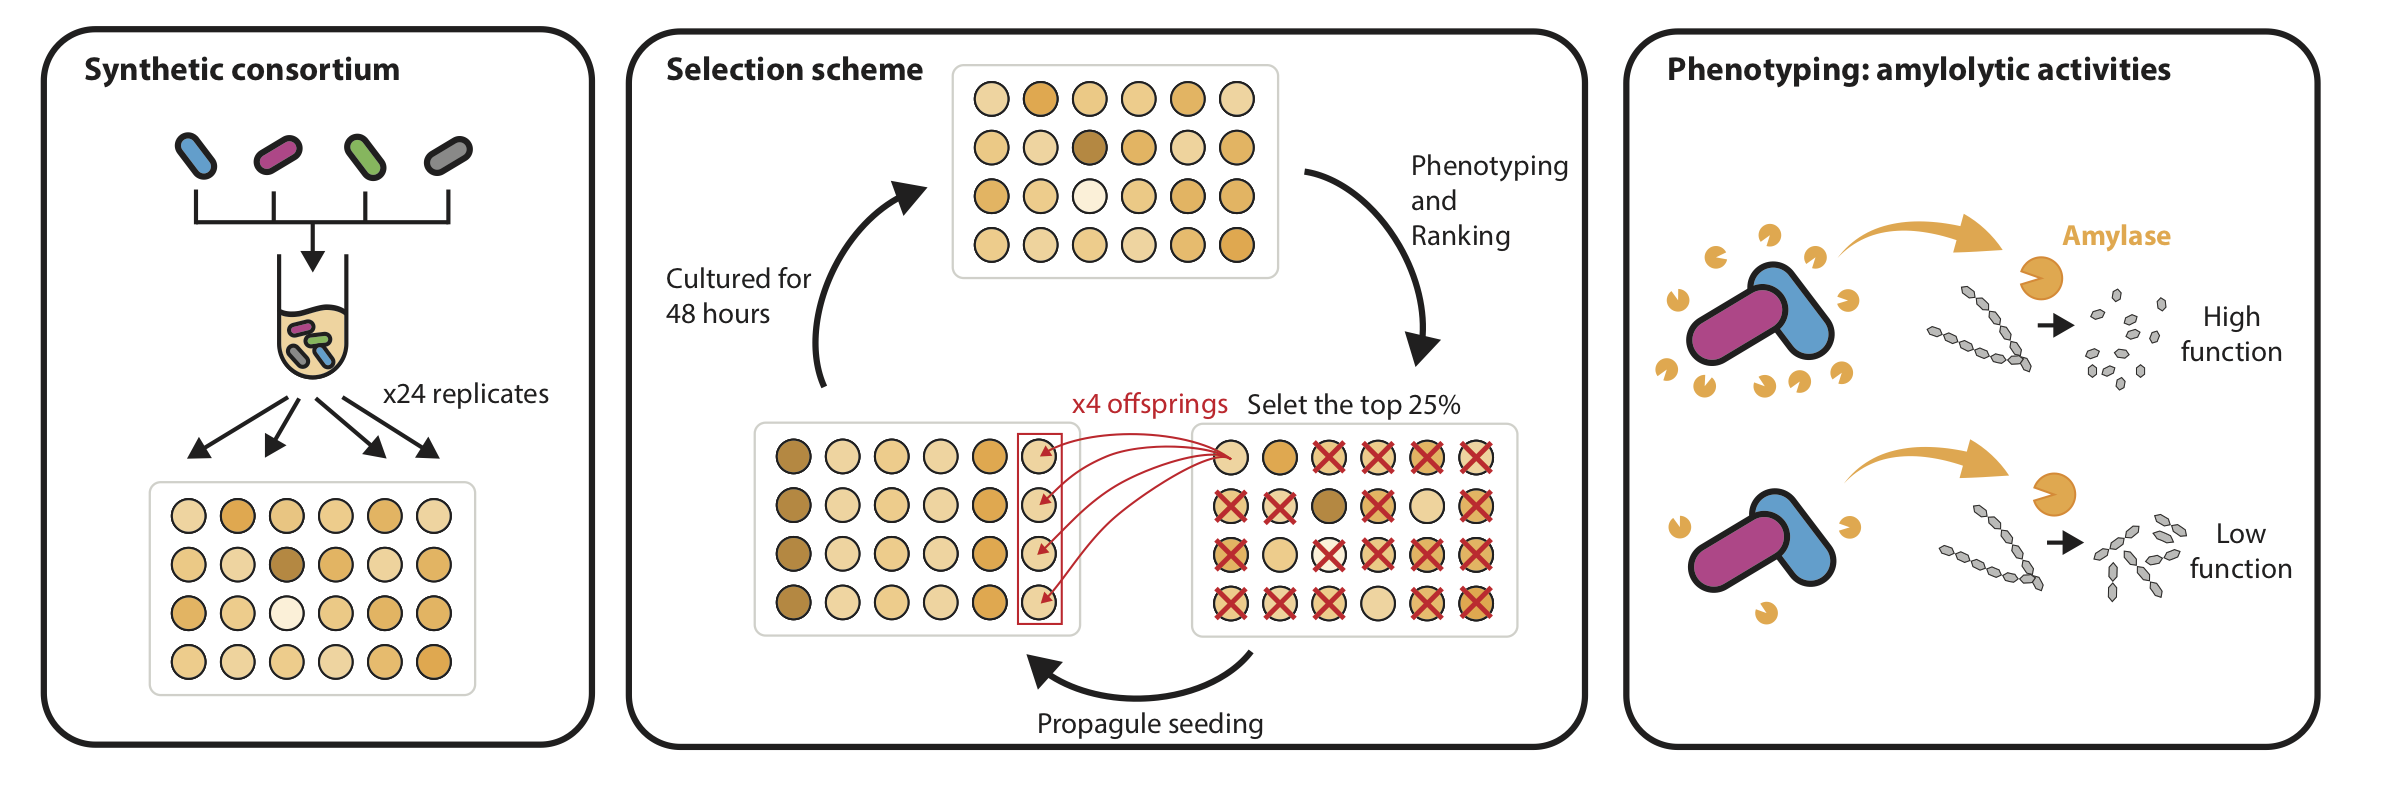 Synthetic consortium
x24 replicates
Selection scheme
Cultured for
48 hours
Phenotyping
and
Ranking
x4 offsprings
Selet the top 25%
Propagule seeding
Phenotyping: amylolytic activities
Amylase
High
function
Low
function